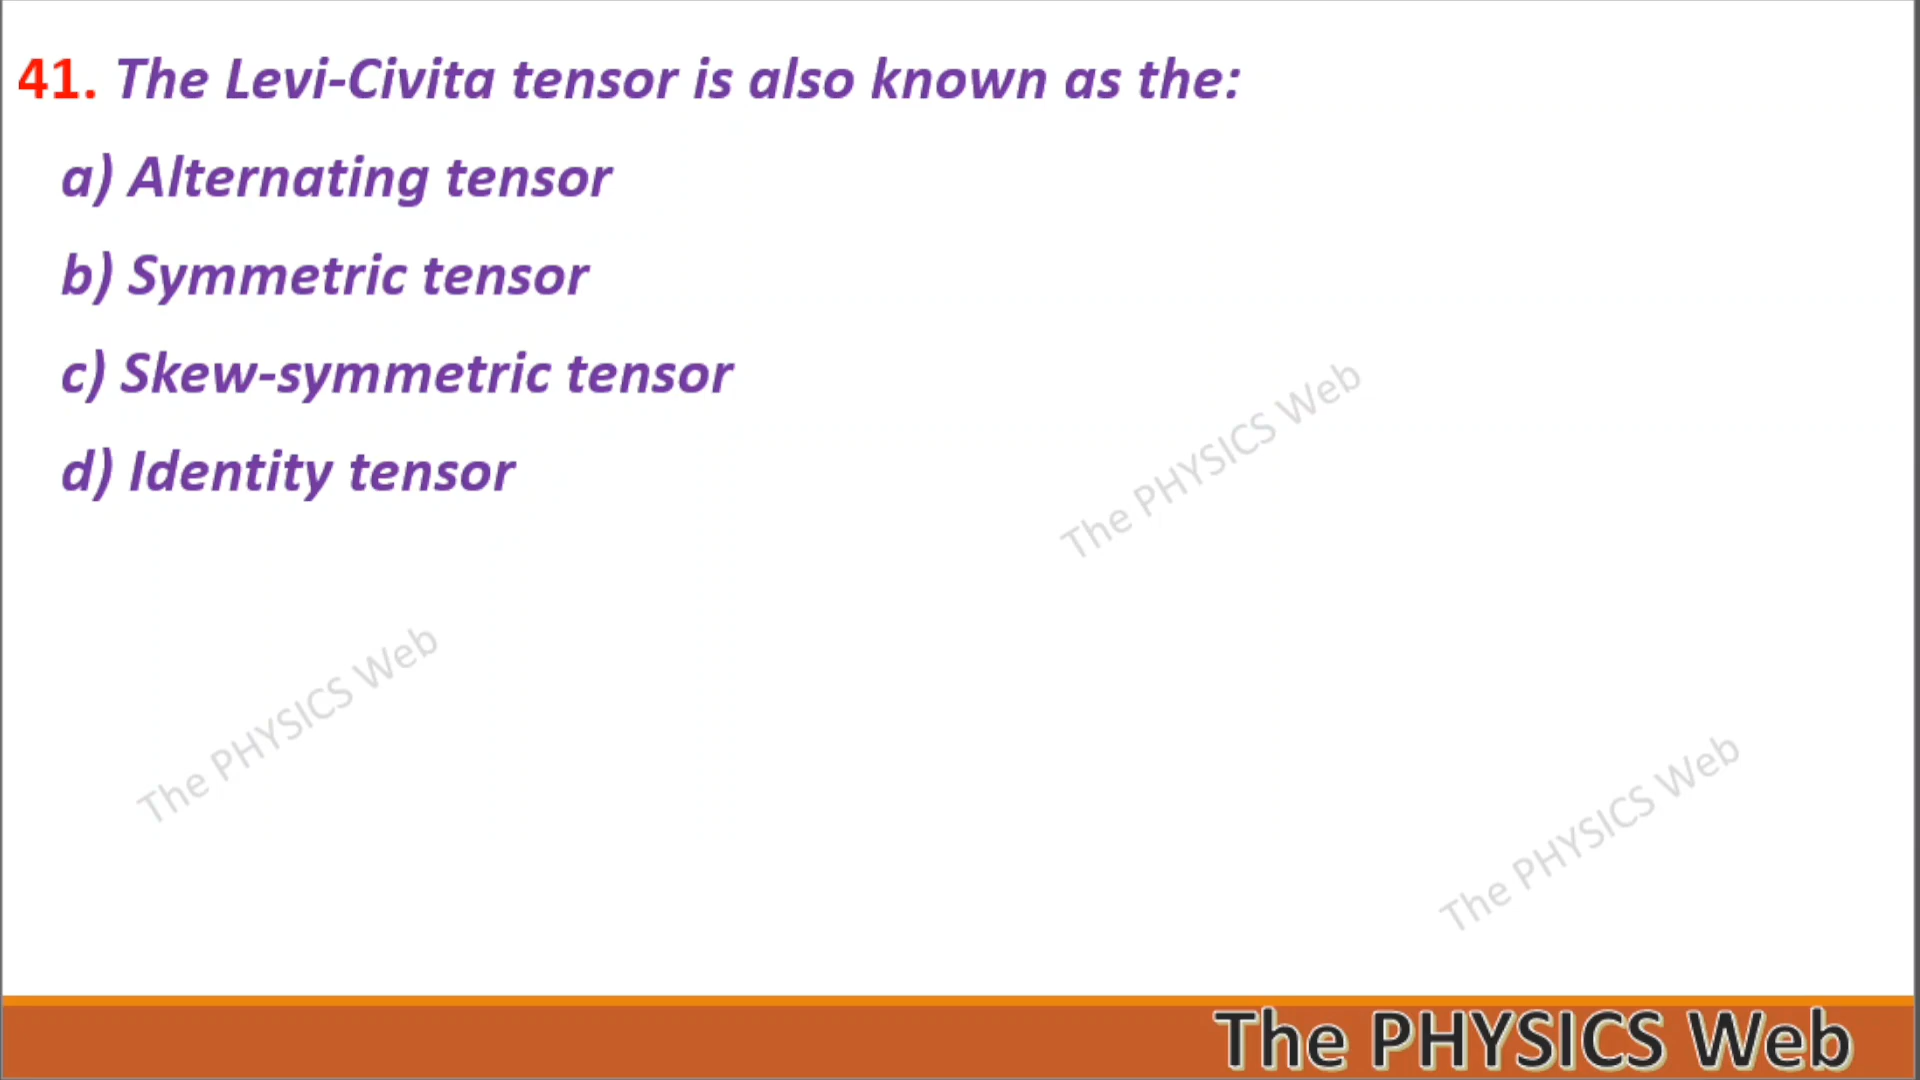 41. The Levi-Civita tensor is also known as the:
a) Alternating tensor
b) Symmetric tensor
c) Skew-symmetric tensor
d) Identity tensor
The PHYSICS Web
The PHYSICS Web
The PHYSICS Web
The PHYSICS Web